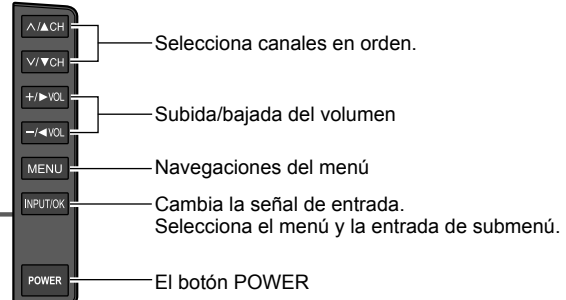 ∧/▲CH
Selecciona canales en orden.
∨/▼CH
+/►VOL
Subida/bajada del volumen
−/◄VOL
MENU
Navegaciones del menú
INPUT/OK
Cambia la señal de entrada.
Selecciona el menú y la entrada de submenú.
POWER
El botón POWER